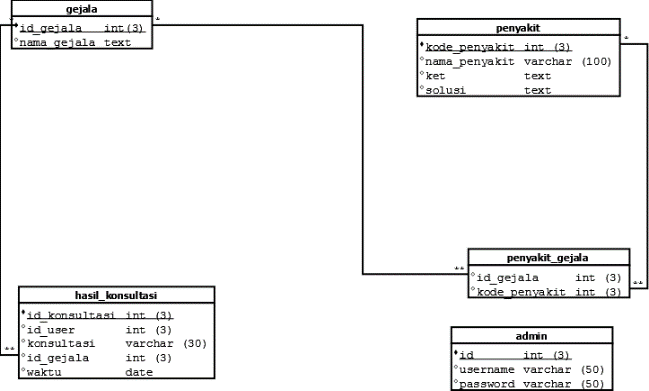 gejala
id_gejala int(3)
nama_gejala text
*
penyakit
kode_penyakit int (3)
nama_penyakit varchar (100)
ket text
solusi text
*
penyakit_gejala
id_gejala int (3)
kode_penyakit int (3)
**
**
hasil_konsultasi
id_konsultasi int (3)
id_user int (3)
konsultasi varchar (30)
id_gejala int (3)
waktu date
**
admin
id int (3)
username varchar (50)
password varchar (50)